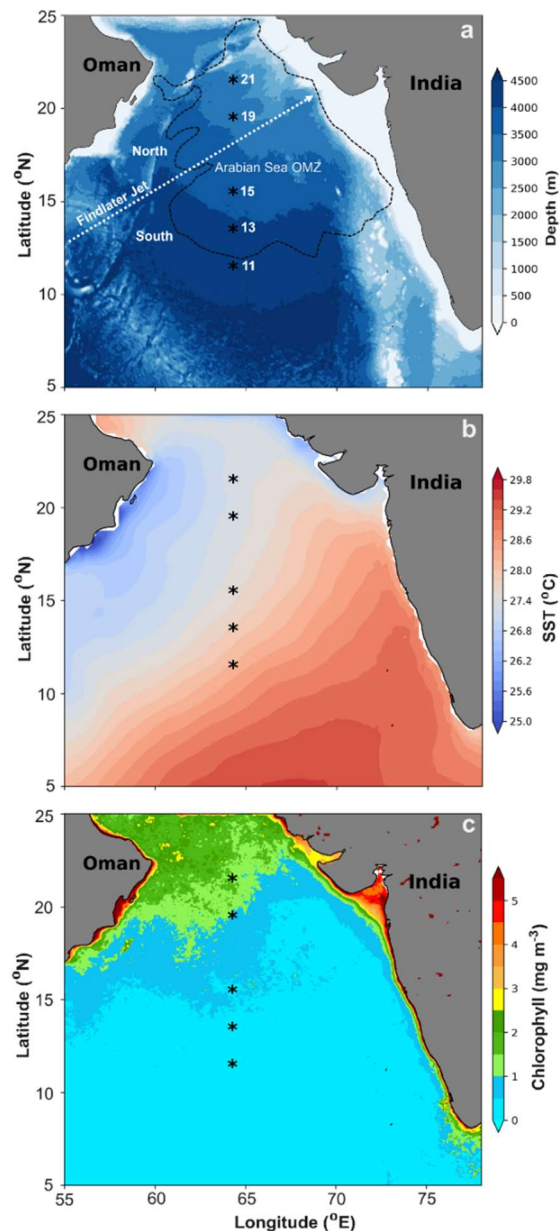 a
25
Oman
India
21
20
19
North
Arabian Sea OMZ
15
15
Findlater Jet
South
13
11
10
5
Latitude (°N)
4500
4000
3500
3000
2500
2000
1500
1000
500
0
Depth (m)
b
25
Oman
India
20
15
10
5
Latitude (°N)
29.8
28.6
28.0
27.4
26.8
26.2
25.6
25.0
SST (°C)
c
25
Oman
India
20
15
10
5
Latitude (°N)
5
4
3
2
1
0
Chlorophyll (mg m⁻³)
55
60
65
70
75
Longitude (°E)